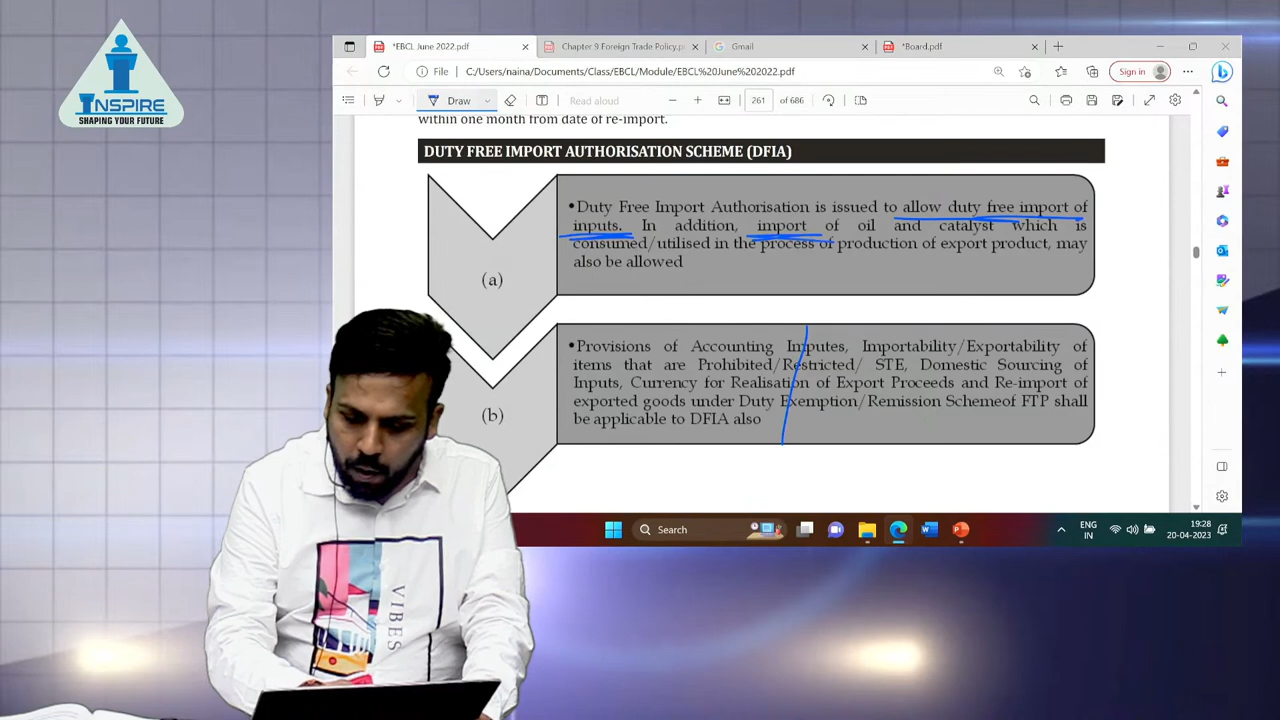 INSPIRE
SHAPING YOUR FUTURE
*EBCL June 2022.pdf
Chapter 9 Foreign Trade Policy.p
Gmail
*Board.pdf
File
C:/Users/naina/Documents/Class/EBCL/Module/EBCL%20June%202022.pdf
Sign in
Draw
Read aloud
261
of 686
within one month from date of re-import.
DUTY FREE IMPORT AUTHORISATION SCHEME (DFIA)
•Duty Free Import Authorisation is issued to allow duty free import of
inputs. In addition, import of oil and catalyst which is
consumed/utilised in the process of production of export product, may
also be allowed
(a)
•Provisions of Accounting Imputes, Importability/Exportability of
items that are Prohibited/Restricted/ STE, Domestic Sourcing of
Inputs, Currency for Realisation of Export Proceeds and Re-import of
exported goods under Duty Exemption/Remission Schemeof FTP shall
be applicable to DFIA also
(b)
VIBES
Search
ENG
IN
19:28
20-04-2023